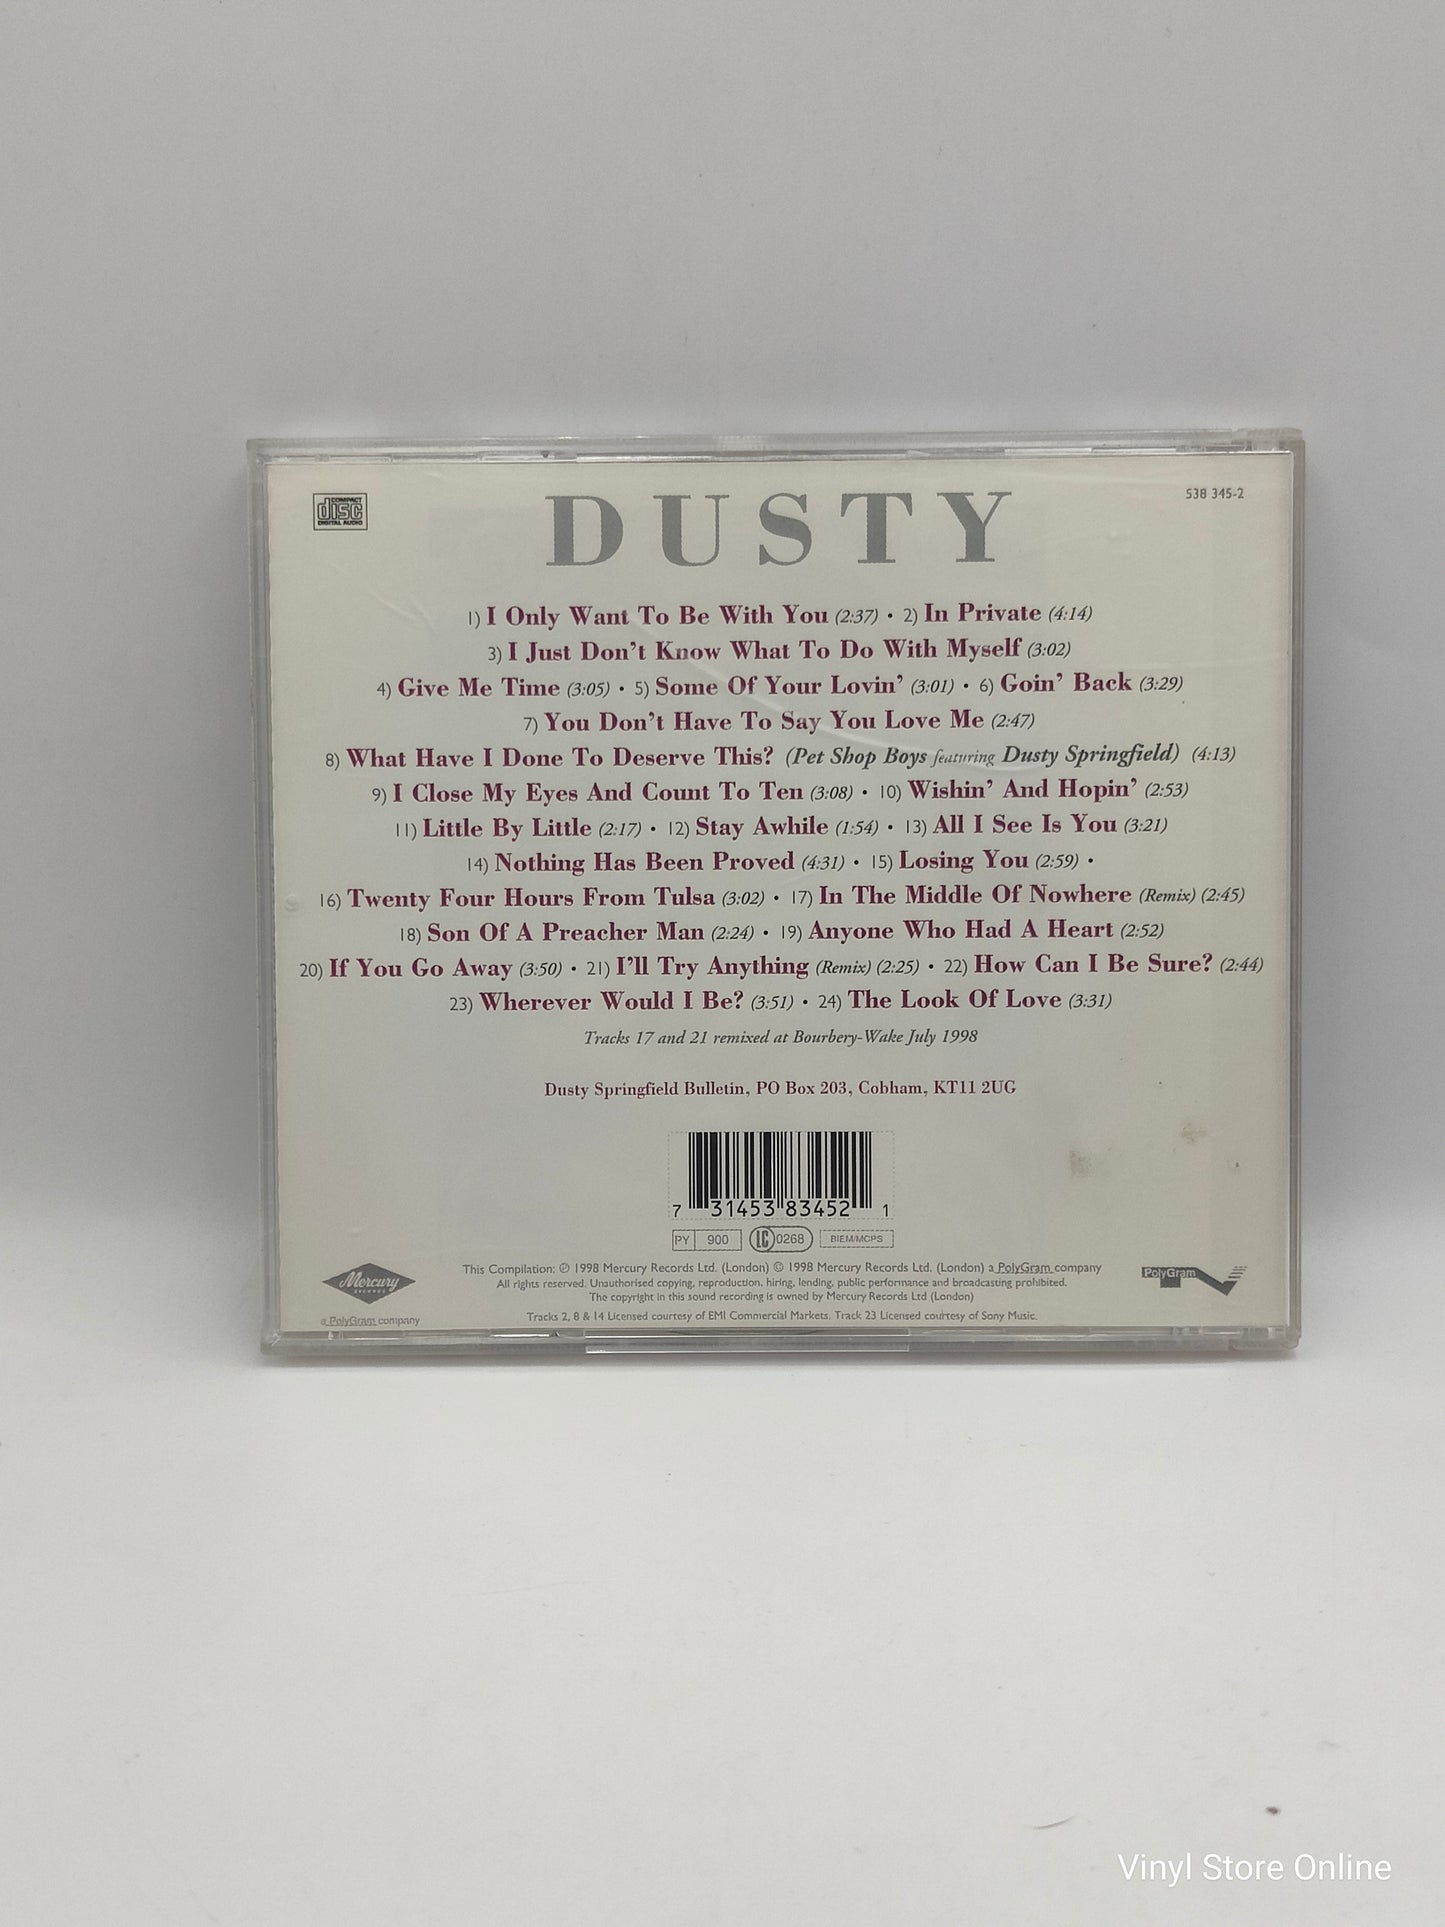 COMPACT
disc
DIGITAL AUDIO
DUSTY
538 345-2
1) I Only Want To Be With You (2:37) • 2) In Private (4:14)
3) I Just Don't Know What To Do With Myself (3:02)
4) Give Me Time (3:05) • 5) Some Of Your Lovin' (3:01) • 6) Goin' Back (3:29)
7) You Don't Have To Say You Love Me (2:47)
8) What Have I Done To Deserve This? (Pet Shop Boys featuring Dusty Springfield) (4:13)
9) I Close My Eyes And Count To Ten (3:08) • 10) Wishin' And Hopin' (2:53)
11) Little By Little (2:17) • 12) Stay Awhile (1:54) • 13) All I See Is You (3:21)
14) Nothing Has Been Proved (4:31) • 15) Losing You (2:59) •
16) Twenty Four Hours From Tulsa (3:02) • 17) In The Middle Of Nowhere (Remix) (2:45)
18) Son Of A Preacher Man (2:24) • 19) Anyone Who Had A Heart (2:52)
20) If You Go Away (3:50) • 21) I'll Try Anything (Remix) (2:25) • 22) How Can I Be Sure? (2:44)
23) Wherever Would I Be? (3:51) • 24) The Look Of Love (3:31)
Tracks 17 and 21 remixed at Bourbery-Wake July 1998
Dusty Springfield Bulletin, PO Box 203, Cobham, KT11 2UG
7 31453 83452 1
PY 900 LC 0268 BIEM/MCPS
Mercury
RECORDS
a PolyGram company
This Compilation: ℗ 1998 Mercury Records Ltd. (London) © 1998 Mercury Records Ltd. (London) a PolyGram company
All rights reserved. Unauthorised copying, reproduction, hiring, lending, public performance and broadcasting prohibited.
The copyright in this sound recording is owned by Mercury Records Ltd (London)
Tracks 2, 8 & 14 Licensed courtesy of EMI Commercial Markets. Track 23 Licensed courtesy of Sony Music.
PolyGram
Vinyl Store Online